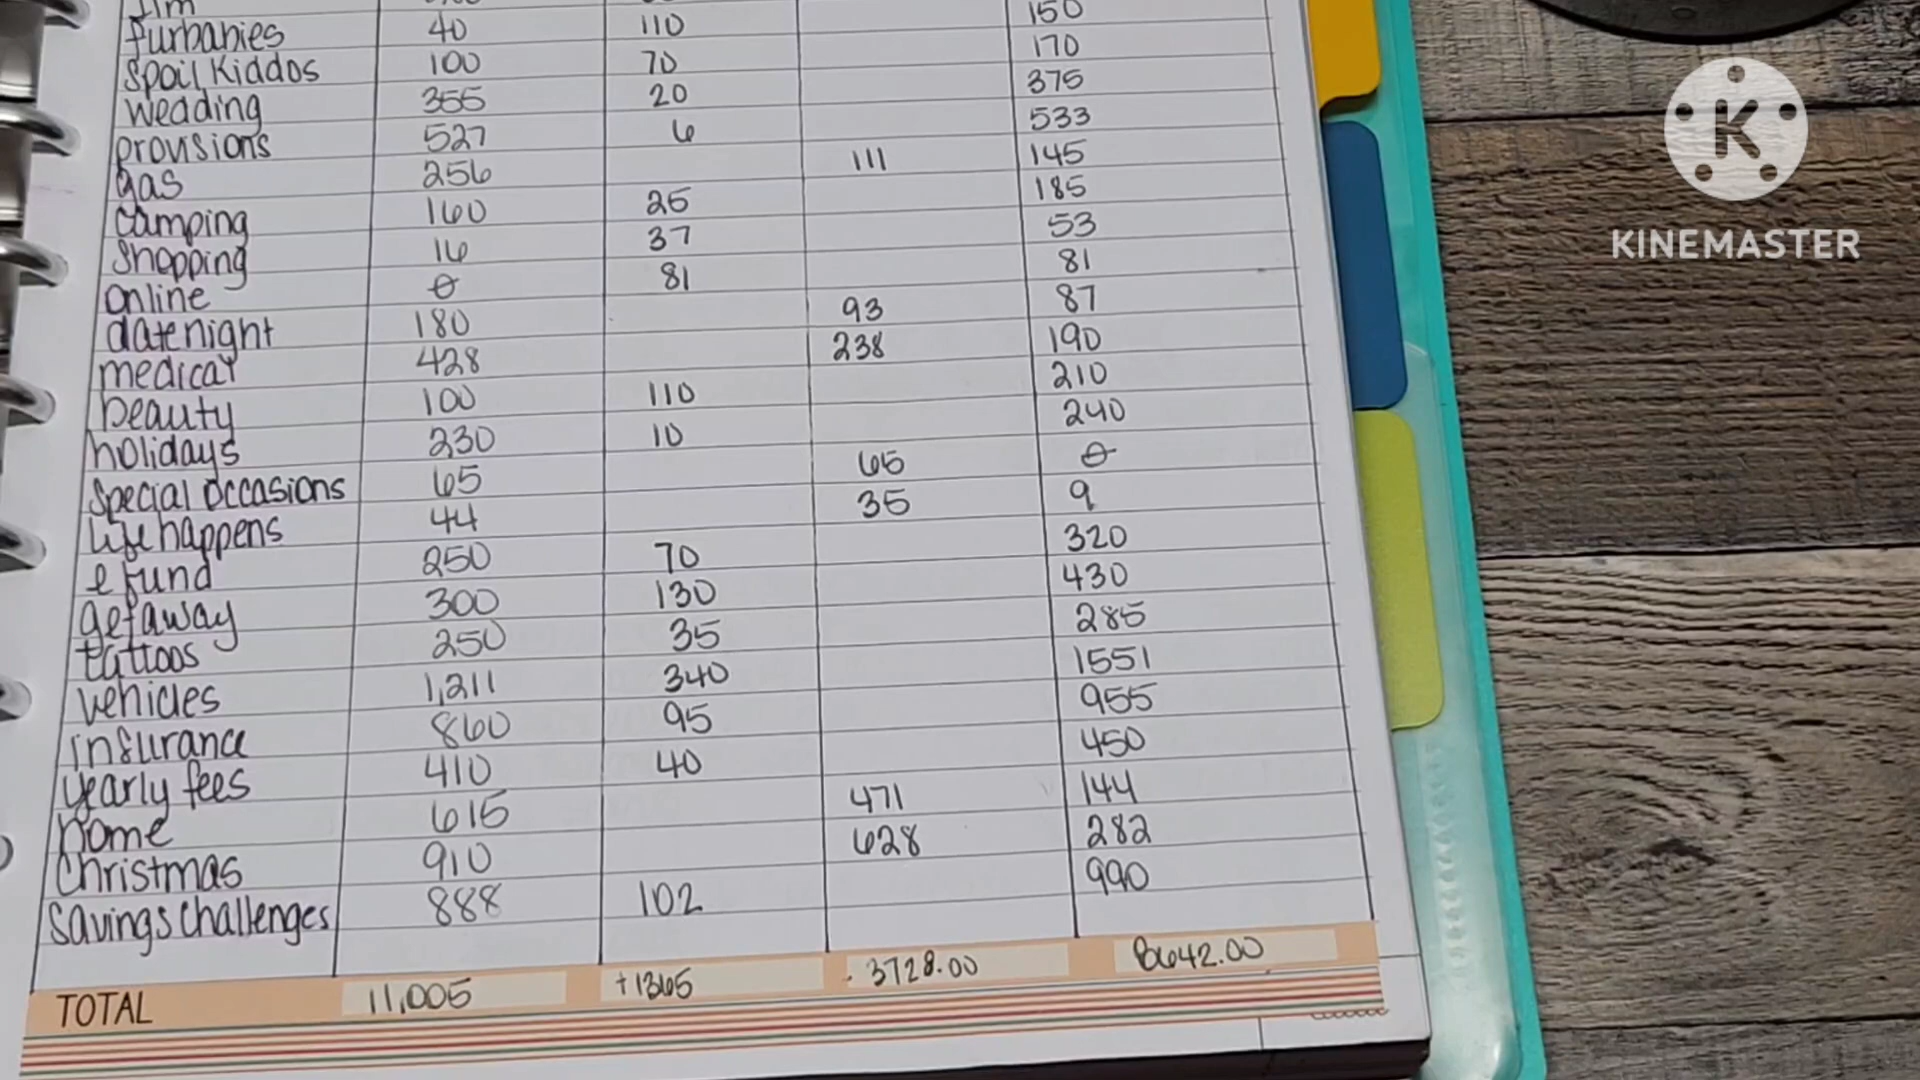 furbabies 40 110 150
Spoil Kiddos 100 70 170
wedding 355 20 375
provisions 527 6 533
gas 256 111 145
camping 160 25 185
shopping 16 37 53
online 0 81 81
datenight 180 93 87
medical 428 238 190
beauty 100 110 210
holidays 230 10 240
Special Occasions 65 65 0
life happens 44 35 9
e fund 250 70 320
getaway 300 130 430
tattoos 250 35 285
vehicles 1,211 340 1551
insurance 860 95 955
yearly fees 410 40 450
home 615 471 144
Christmas 910 628 282
Savings Challenges 888 102 990
TOTAL 11,005 +1365 - 3728.00 8642.00
K
KINEMASTER